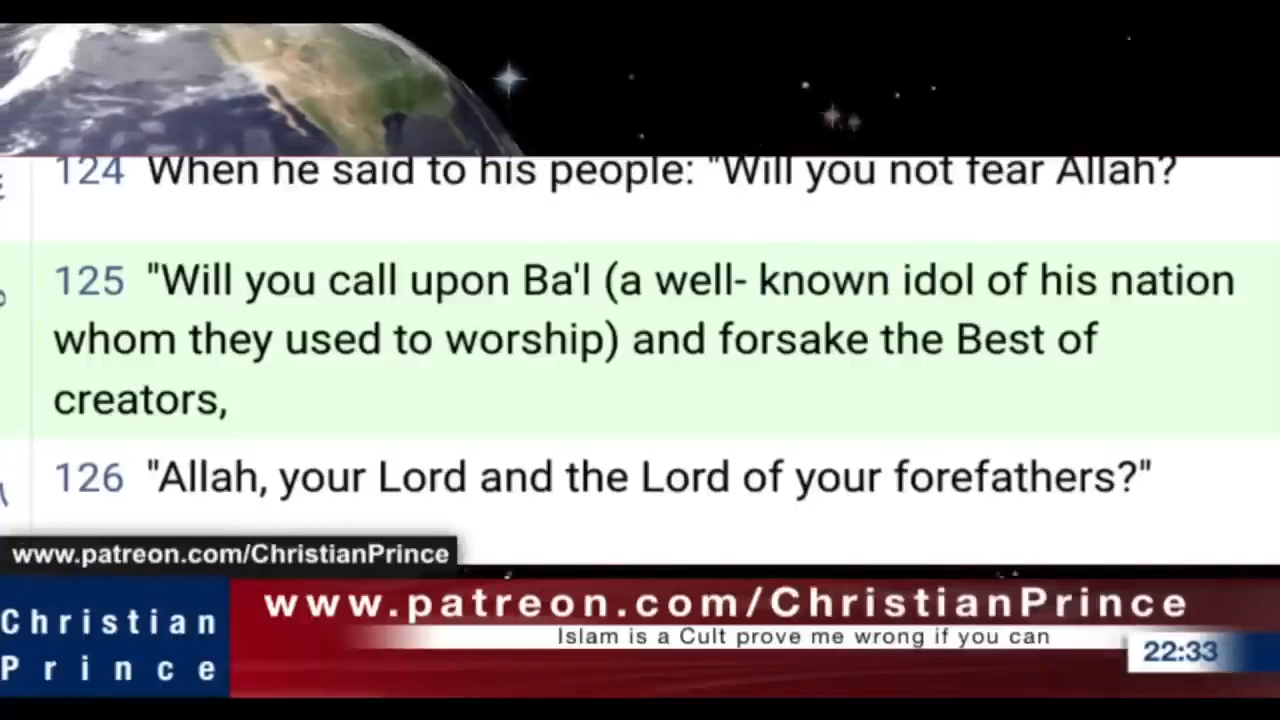 124 When he said to his people: "Will you not fear Allah?
125 "Will you call upon Ba'l (a well- known idol of his nation
whom they used to worship) and forsake the Best of
creators,
126 "Allah, your Lord and the Lord of your forefathers?"
www.patreon.com/ChristianPrince
Christian
Prince
www.patreon.com/ChristianPrince
Islam is a Cult prove me wrong if you can
22:33